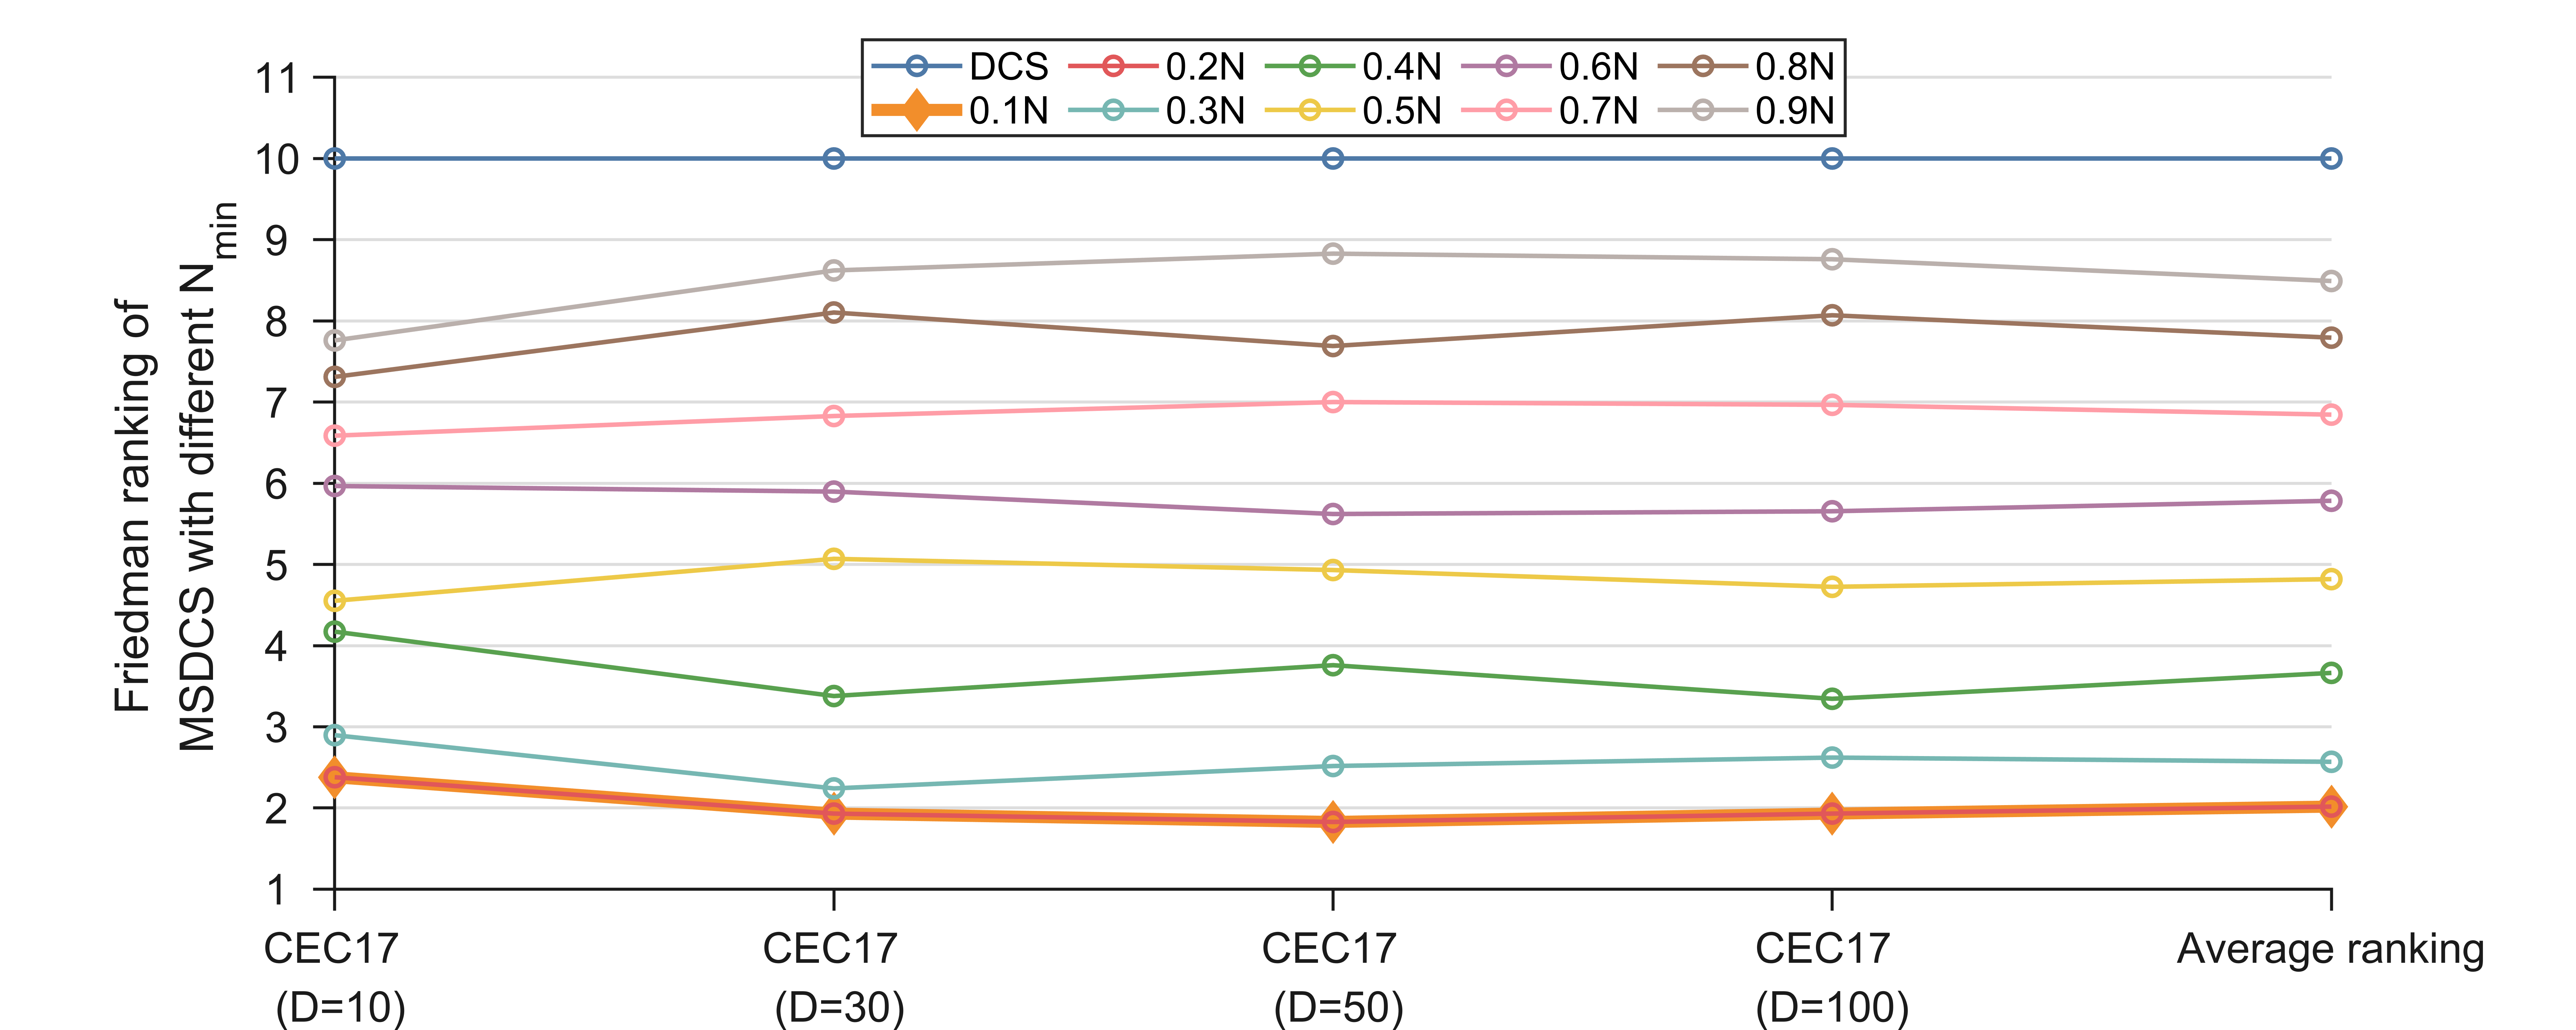 DCS 0.2N 0.4N 0.6N 0.8N
0.1N 0.3N 0.5N 0.7N 0.9N
Friedman ranking of
MSDCS with different Nmin
11
10
9
8
7
6
5
4
3
2
1
CEC17 CEC17 CEC17 CEC17 Average ranking
(D=10) (D=30) (D=50) (D=100)